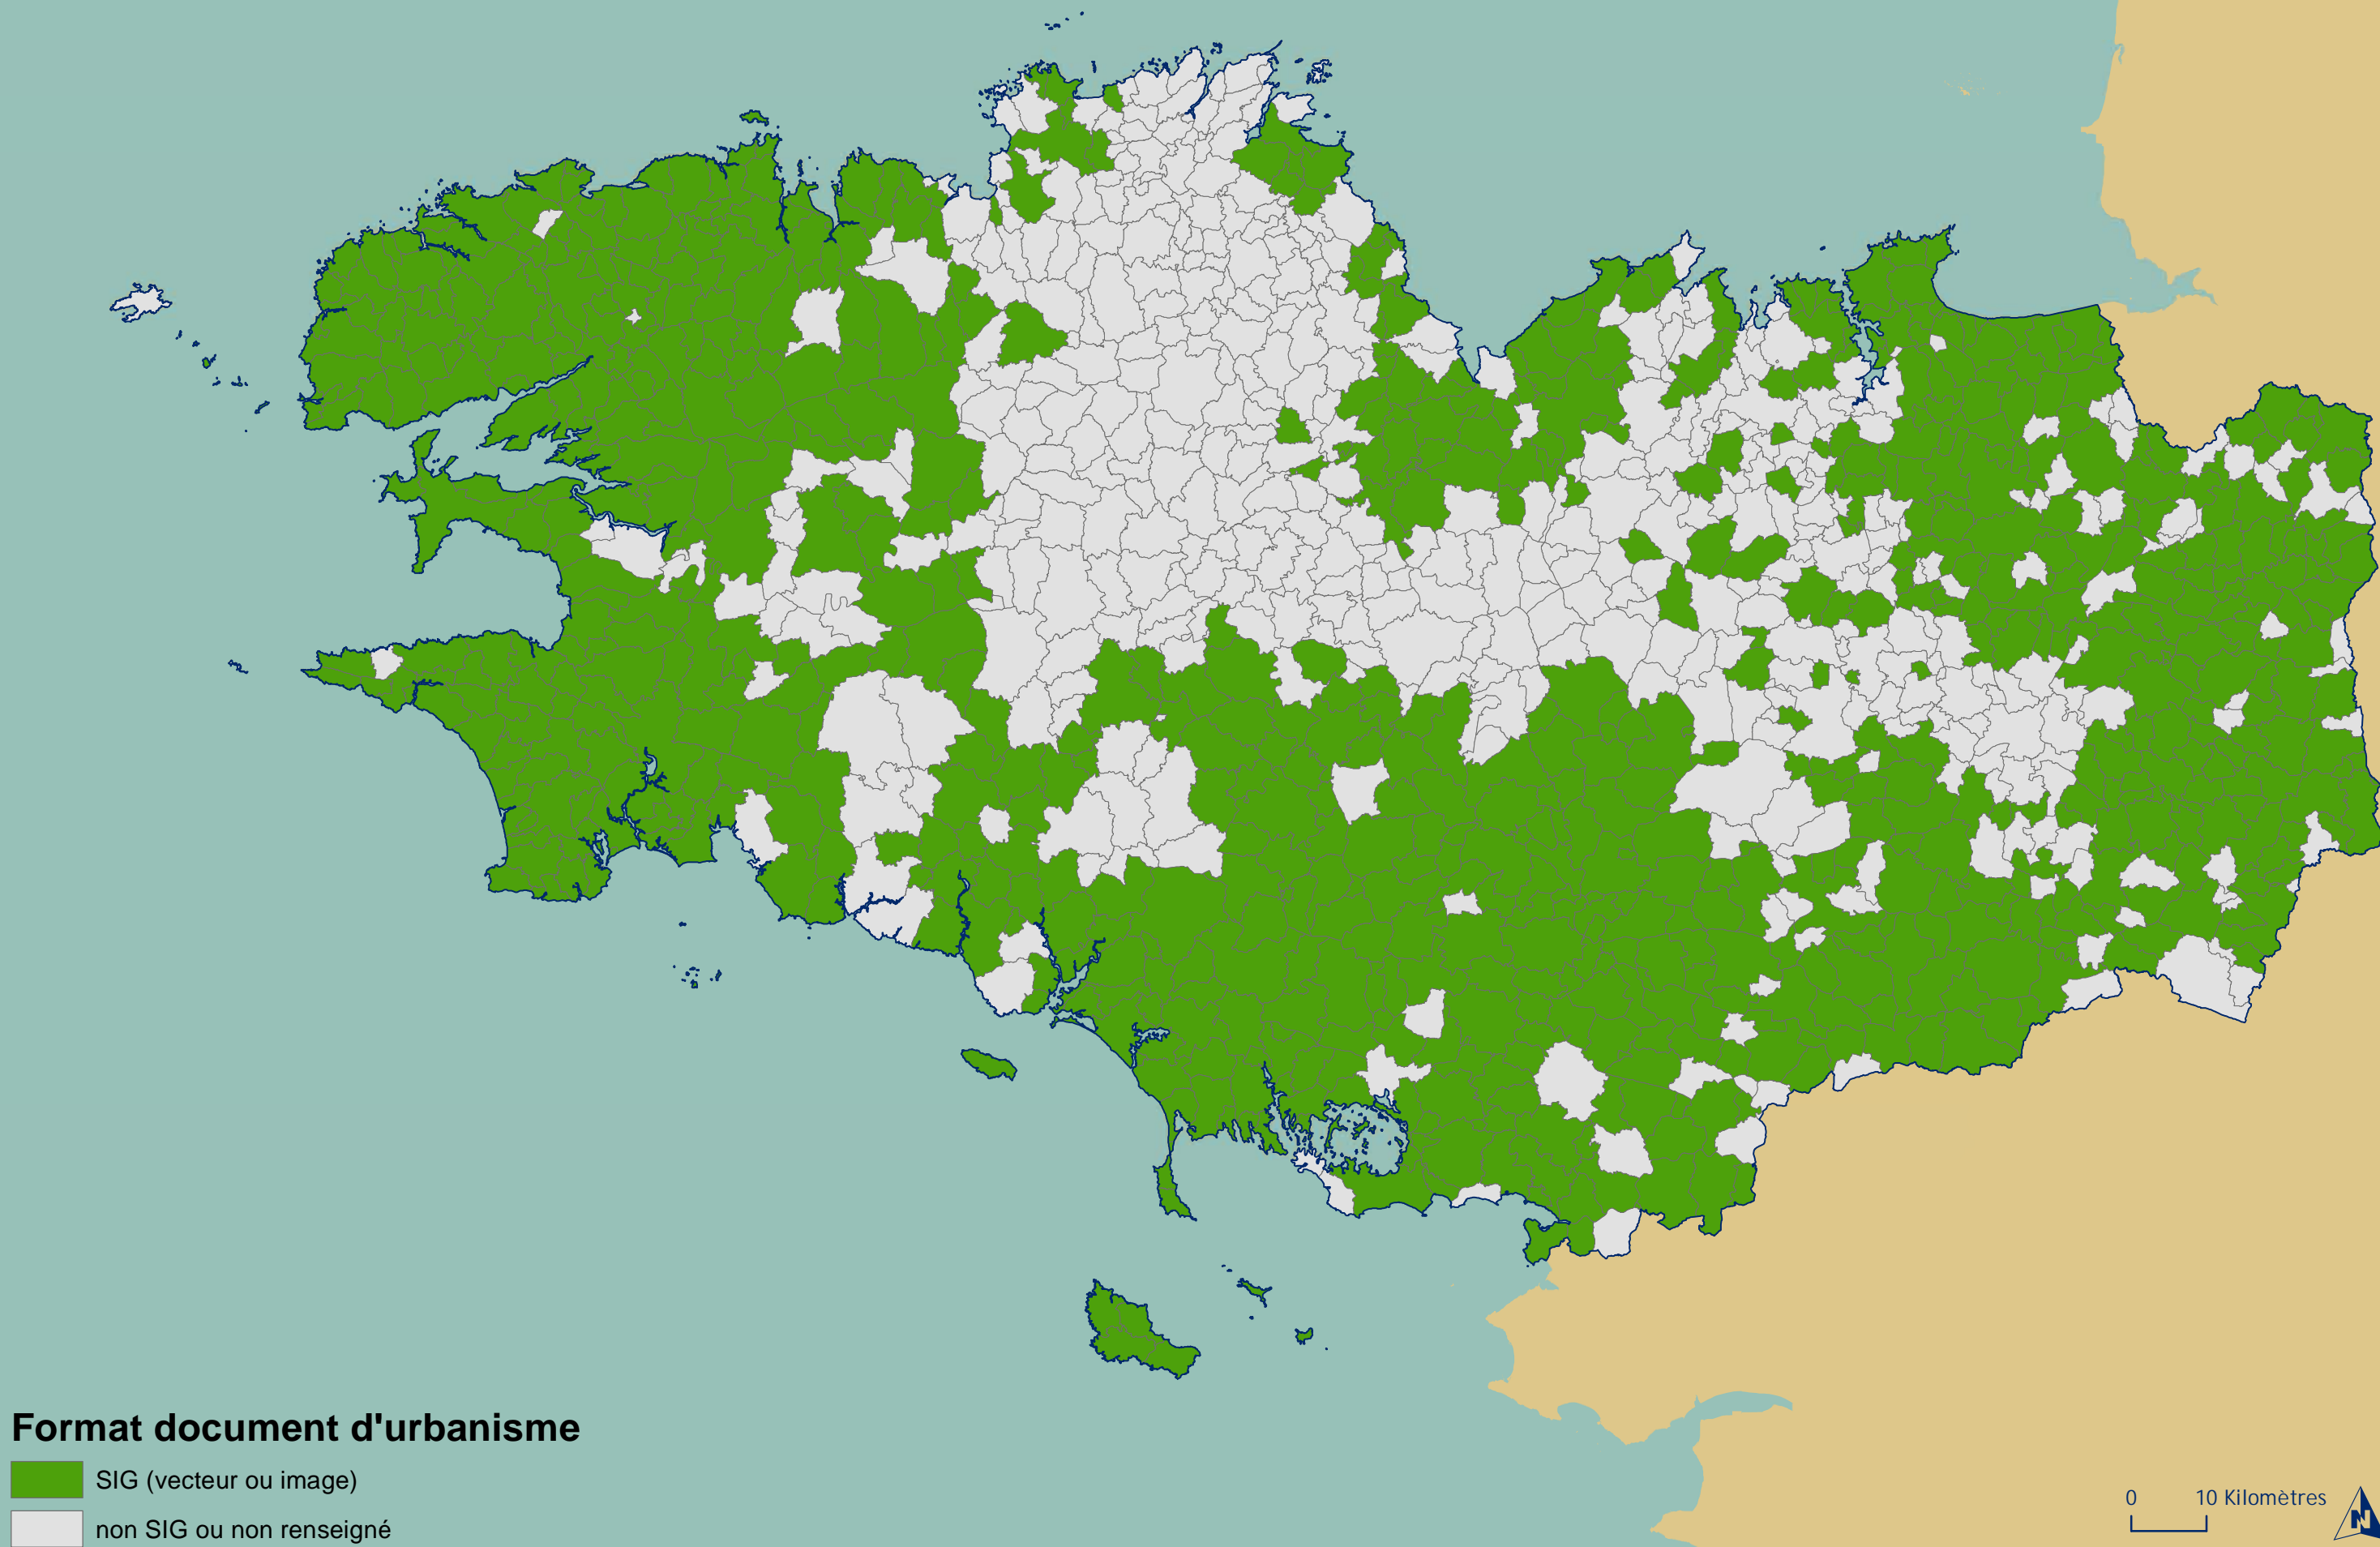 Format document d'urbanisme
SIG (vecteur ou image)
non SIG ou non renseigné
0 10 Kilomètres
N